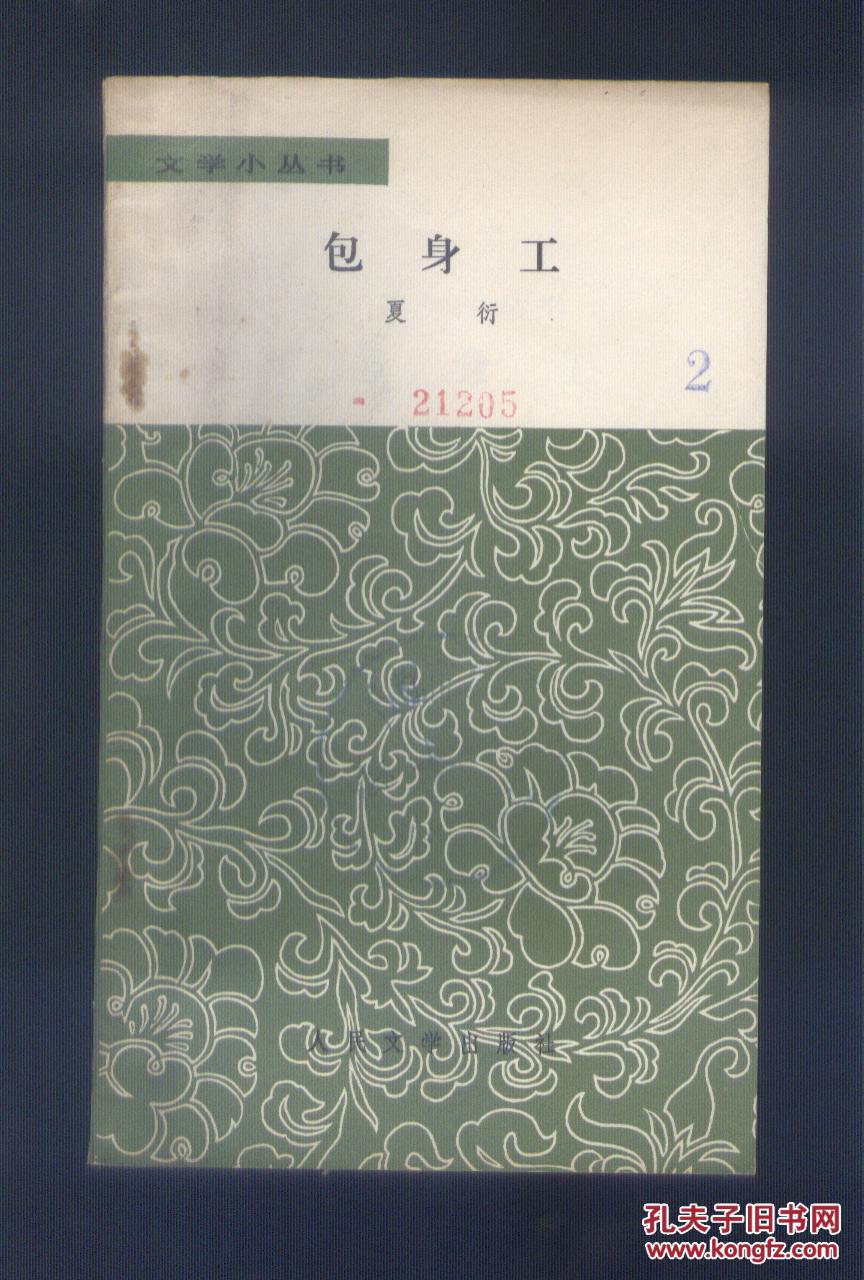 文学小丛书
包身工
夏衍
2
21205
人民文学出版社
孔夫子旧书网
www.kongfz.com